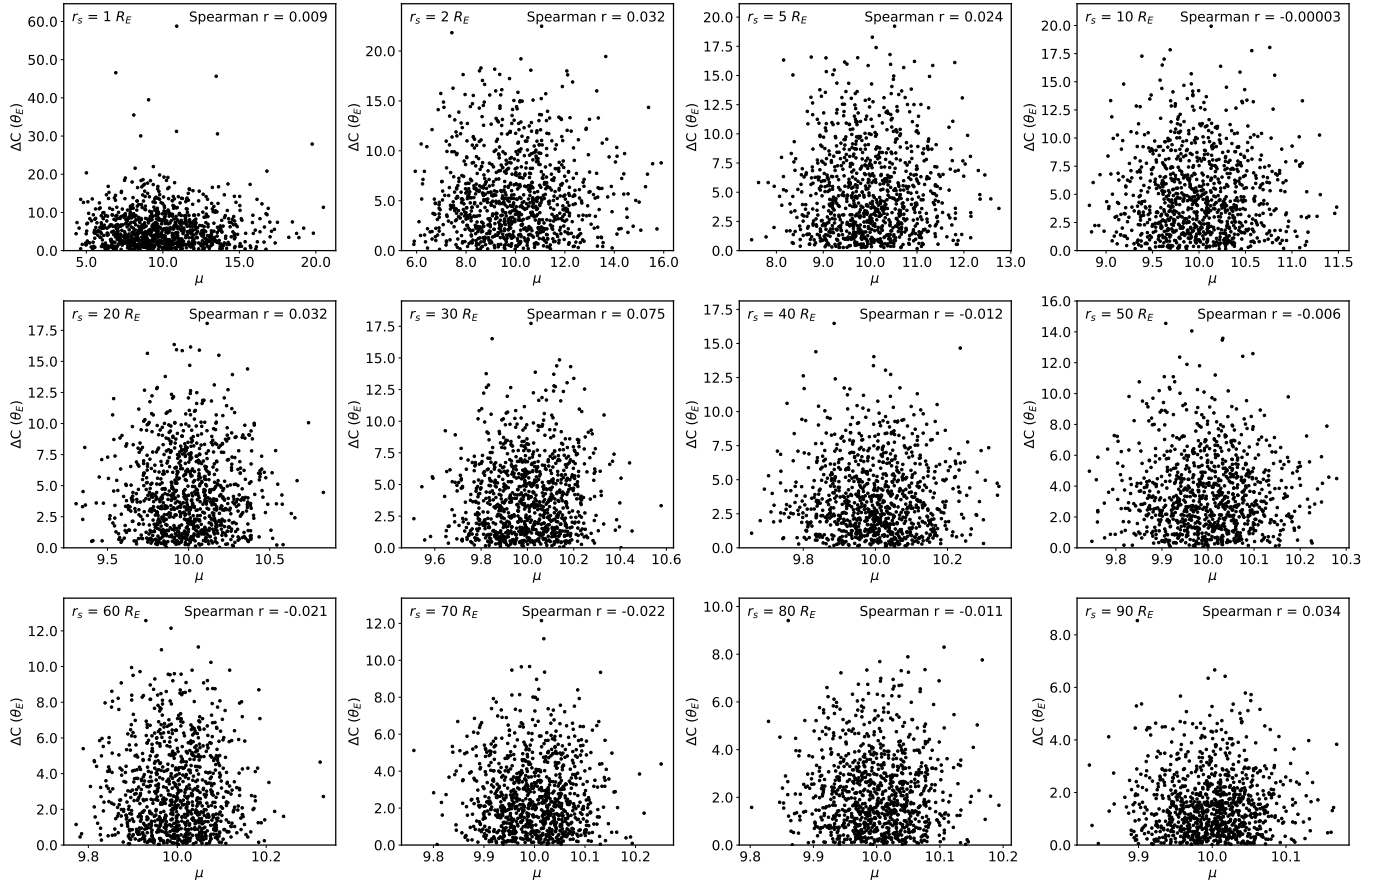 r_s = 1 R_E Spearman r = 0.009
60.0
50.0
40.0
30.0
20.0
10.0
0.0
ΔC (θ_E)
5.0 10.0 15.0 20.0
μ
r_s = 2 R_E Spearman r = 0.032
20.0
15.0
10.0
5.0
0.0
ΔC (θ_E)
6.0 8.0 10.0 12.0 14.0 16.0
μ
r_s = 5 R_E Spearman r = 0.024
20.0
17.5
15.0
12.5
10.0
7.5
5.0
2.5
0.0
ΔC (θ_E)
8.0 9.0 10.0 11.0 12.0 13.0
μ
r_s = 10 R_E Spearman r = -0.00003
20.0
17.5
15.0
12.5
10.0
7.5
5.0
2.5
0.0
ΔC (θ_E)
9.0 9.5 10.0 10.5 11.0 11.5
μ
r_s = 20 R_E Spearman r = 0.032
17.5
15.0
12.5
10.0
7.5
5.0
2.5
0.0
ΔC (θ_E)
9.5 10.0 10.5
μ
r_s = 30 R_E Spearman r = 0.075
17.5
15.0
12.5
10.0
7.5
5.0
2.5
0.0
ΔC (θ_E)
9.6 9.8 10.0 10.2 10.4 10.6
μ
r_s = 40 R_E Spearman r = -0.012
17.5
15.0
12.5
10.0
7.5
5.0
2.5
0.0
ΔC (θ_E)
9.8 10.0 10.2
μ
r_s = 50 R_E Spearman r = -0.006
16.0
14.0
12.0
10.0
8.0
6.0
4.0
2.0
0.0
ΔC (θ_E)
9.8 9.9 10.0 10.1 10.2 10.3
μ
r_s = 60 R_E Spearman r = -0.021
12.0
10.0
8.0
6.0
4.0
2.0
0.0
ΔC (θ_E)
9.8 10.0 10.2
μ
r_s = 70 R_E Spearman r = -0.022
12.0
10.0
8.0
6.0
4.0
2.0
0.0
ΔC (θ_E)
9.8 9.9 10.0 10.1 10.2
μ
r_s = 80 R_E Spearman r = -0.011
10.0
8.0
6.0
4.0
2.0
0.0
ΔC (θ_E)
9.8 9.9 10.0 10.1 10.2
μ
r_s = 90 R_E Spearman r = 0.034
8.0
6.0
4.0
2.0
0.0
ΔC (θ_E)
9.9 10.0 10.1
μ